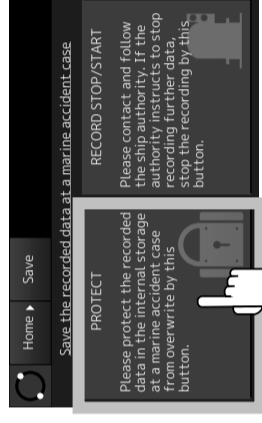 Home ▸ Save
Save the recorded data at a marine accident case
PROTECT
Please protect the recorded
data in the internal storage
at a marine accident case
from overwrite by this
button.
RECORD STOP/START
Please contact and follow
the ship authority. If the
authority instructs to stop
recording further data,
stop the recording by this
button.